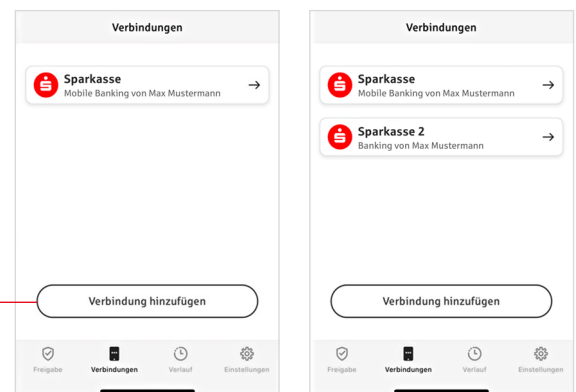 Verbindungen
Sparkasse
Mobile Banking von Max Mustermann
Verbindung hinzufügen
Freigabe
Verbindungen
Verlauf
Einstellungen
Verbindungen
Sparkasse
Mobile Banking von Max Mustermann
Sparkasse 2
Banking von Max Mustermann
Verbindung hinzufügen
Freigabe
Verbindungen
Verlauf
Einstellungen